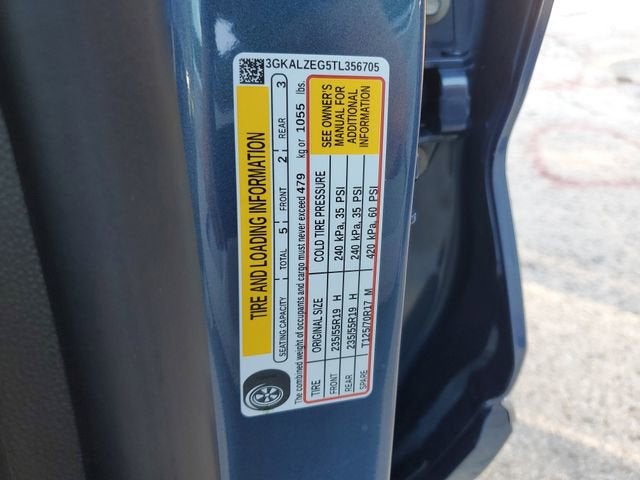 3GKALZEG5TL356705
TIRE AND LOADING INFORMATION
SEATING CAPACITY TOTAL 5 FRONT 2 REAR 3
The combined weight of occupants and cargo must never exceed 479 kg or 1055 lbs.
TIRE ORIGINAL SIZE COLD TIRE PRESSURE
FRONT 235/55R19 H 240 kPa, 35 PSI
REAR 235/55R19 H 240 kPa, 35 PSI
SPARE T125/70R17 M 420 kPa, 60 PSI
SEE OWNER'S
MANUAL FOR
ADDITIONAL
INFORMATION